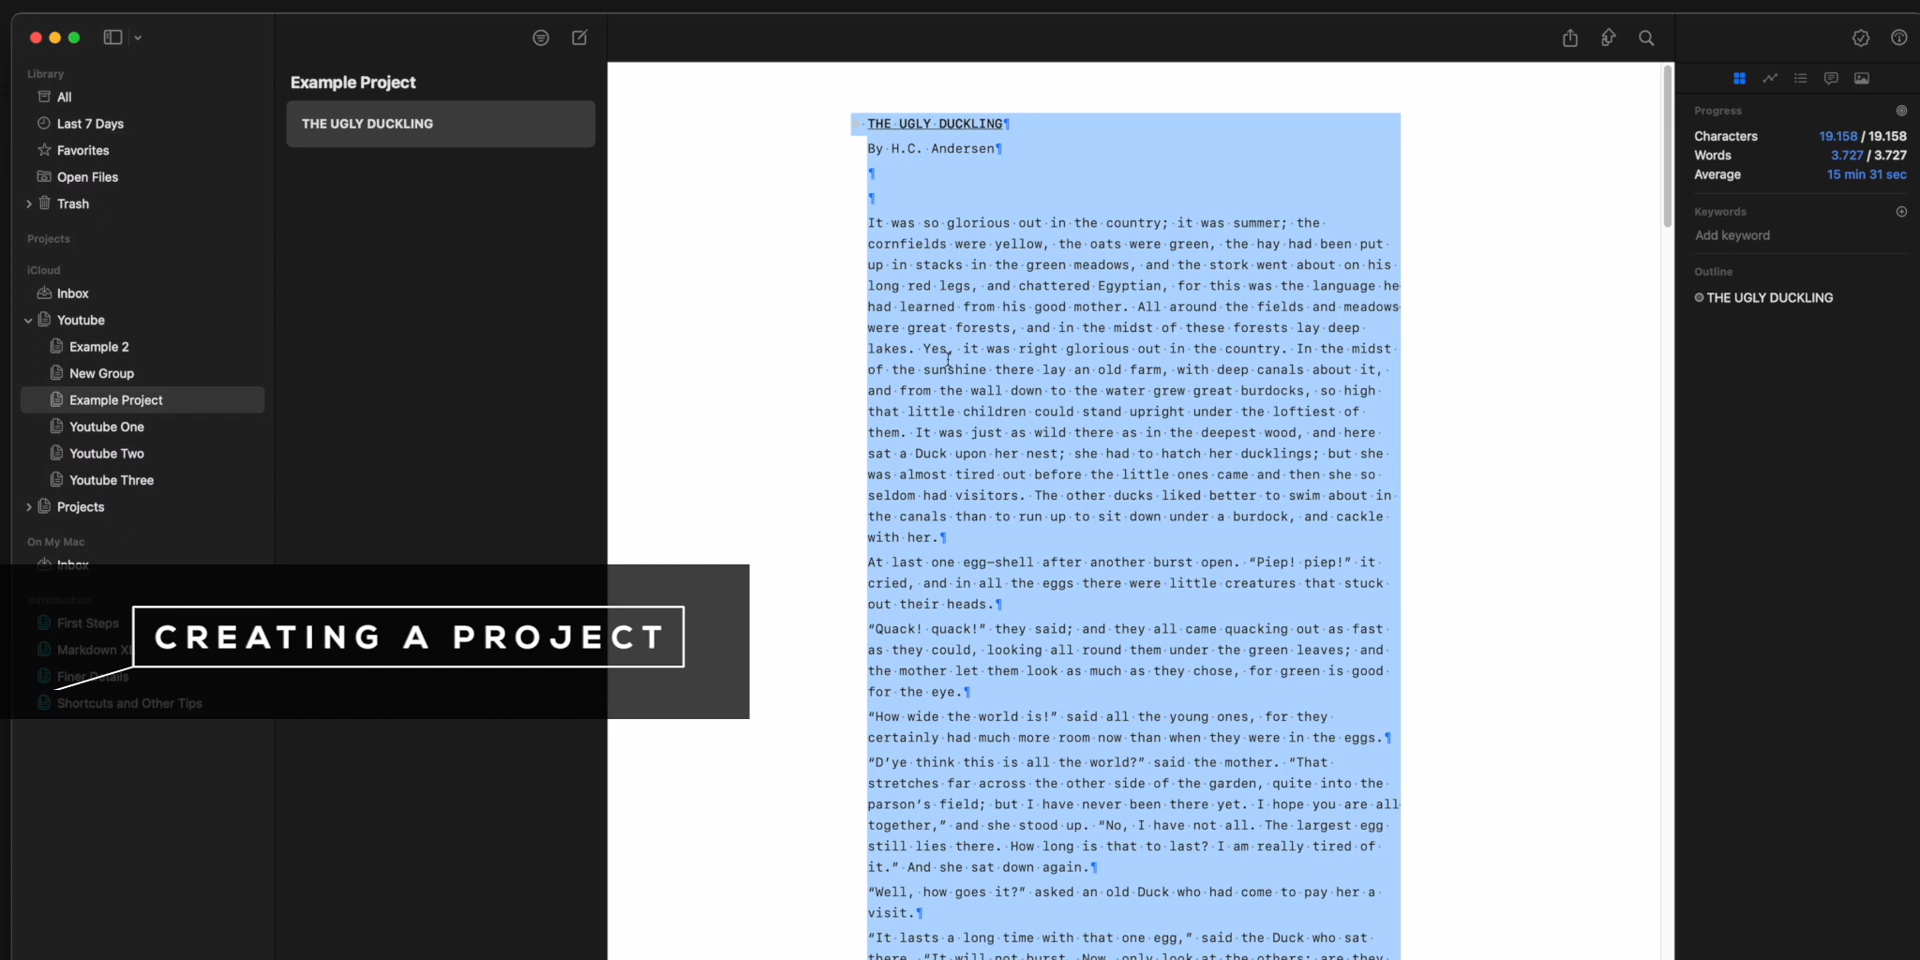 Library
All
Last 7 Days
Favorites
Open Files
Trash
Projects
iCloud
Inbox
Youtube
Example 2
New Group
Example Project
Youtube One
Youtube Two
Youtube Three
Projects
On My Mac
Inbox
Introduction
First Steps
Markdown
Finer Details
Shortcuts and Other Tips
CREATING A PROJECT
Example Project
THE UGLY DUCKLING
THE UGLY DUCKLING¶
By H.C. Andersen¶
¶
¶
It was so glorious out in the country; it was summer; the
cornfields were yellow, the oats were green, the hay had been put
up in stacks in the green meadows, and the stork went about on his
long red legs, and chattered Egyptian, for this was the language he
had learned from his good mother. All around the fields and meadows
were great forests, and in the midst of these forests lay deep
lakes. Yes, it was right glorious out in the country. In the midst
of the sunshine there lay an old farm, with deep canals about it,
and from the wall down to the water grew great burdocks, so high
that little children could stand upright under the loftiest of
them. It was just as wild there as in the deepest wood, and here
sat a Duck upon her nest; she had to hatch her ducklings; but she
was almost tired out before the little ones came and then she so
seldom had visitors. The other ducks liked better to swim about in
the canals than to run up to sit down under a burdock, and cackle
with her.¶
At last one egg-shell after another burst open. “Piep! piep!” it
cried, and in all the eggs there were little creatures that stuck
out their heads.¶
“Quack! quack!” they said; and they all came quacking out as fast
as they could, looking all round them under the green leaves; and
the mother let them look as much as they chose, for green is good
for the eye.¶
“How wide the world is!” said all the young ones, for they
certainly had much more room now than when they were in the eggs.¶
“D’ye think this is all the world?” said the mother. “That
stretches far across the other side of the garden, quite into the
parson’s field; but I have never been there yet. I hope you are all
together,” and she stood up. “No, I have not all. The largest egg
still lies there. How long is that to last? I am really tired of
it.” And she sat down again.¶
“Well, how goes it?” asked an old Duck who had come to pay her a
visit.¶
“It lasts a long time with that one egg,” said the Duck who sat
there. “It will not burst. Now, only look at the others; are they
Progress
Characters 19.158 / 19.158
Words 3.727 / 3.727
Average 15 min 31 sec
Keywords
Add keyword
Outline
THE UGLY DUCKLING